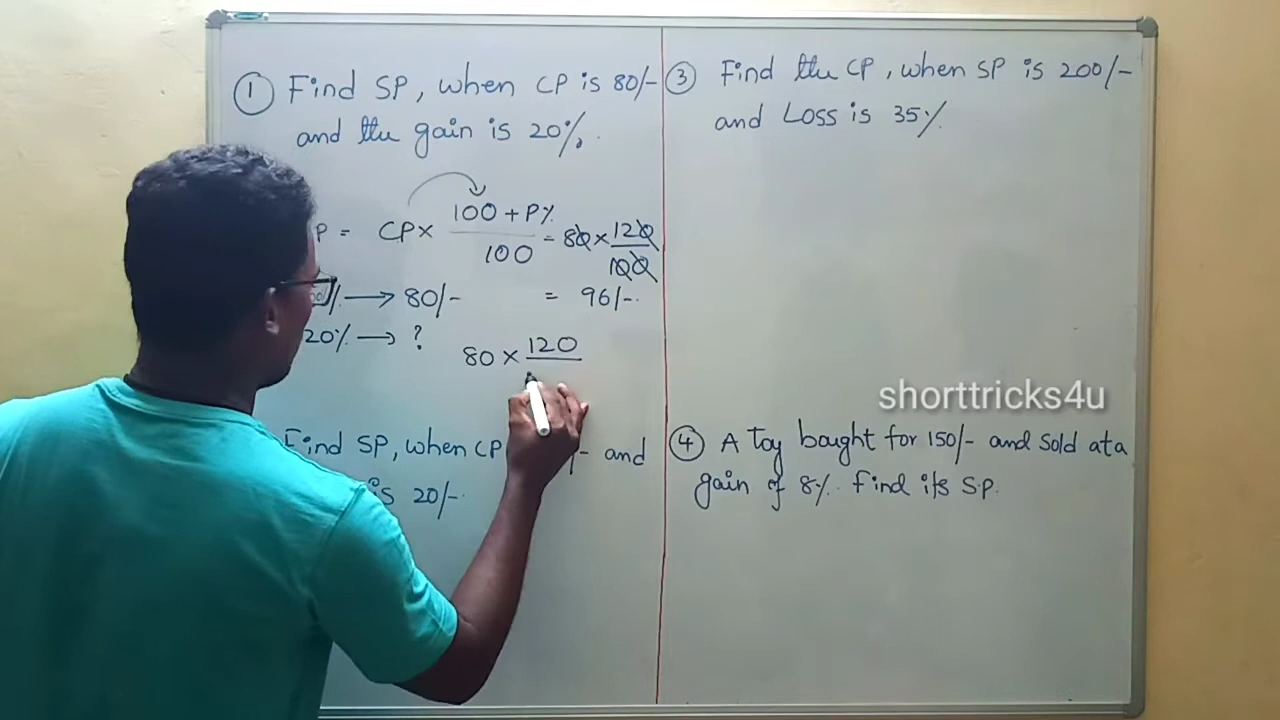 ① Find SP, when CP is 80/-
and the gain is 20%.
P = CP× 100 + P% / 100 = 80 × 120 / 100
% → 80/- = 96/-.
20% → ?
80 × 120
Find SP, when CP /- and
is 20/-.
③ Find the CP, when SP is 200/-
and Loss is 35%.
shorttricks4u
④ A Toy bought for 150/- and Sold at a
gain of 8%. Find its S.P.